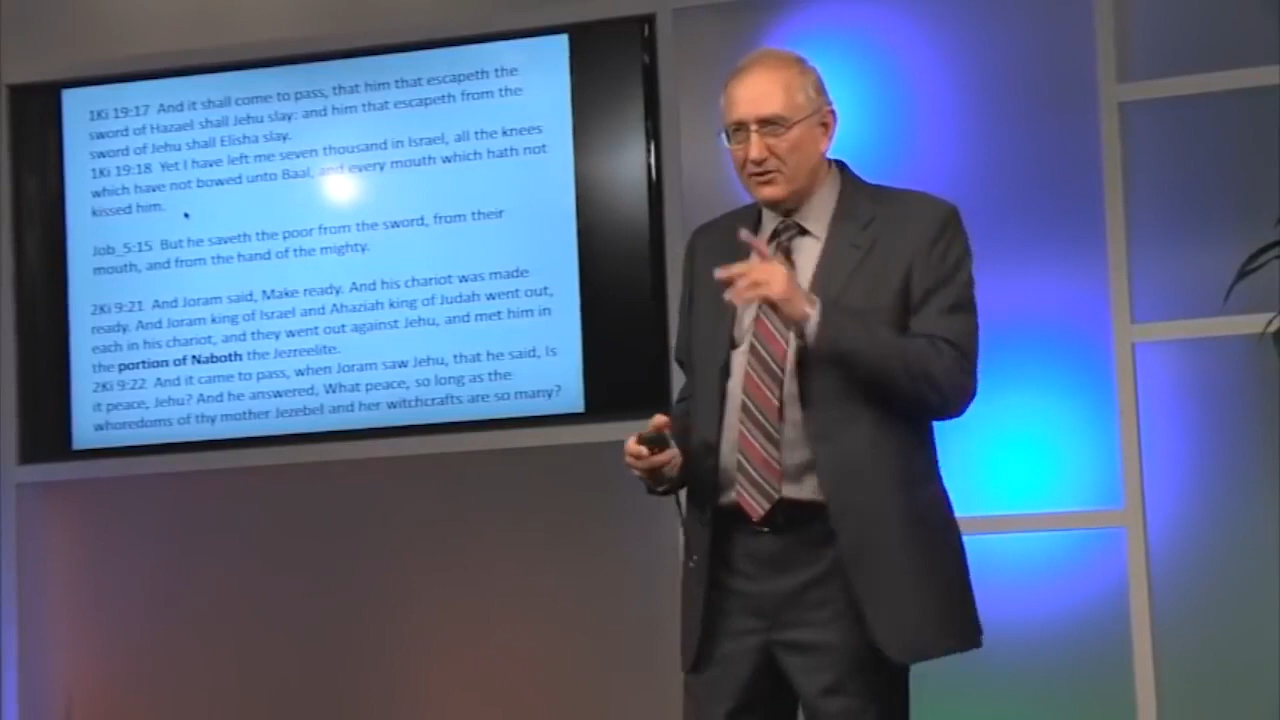 1Ki 19:17 And it shall come to pass, that him that escapeth the
sword of Hazael shall Jehu slay: and him that escapeth from the
sword of Jehu shall Elisha slay.
1Ki 19:18 Yet I have left me seven thousand in Israel, all the knees
which have not bowed unto Baal, and every mouth which hath not
kissed him.
Job_5:15 But he saveth the poor from the sword, from their
mouth, and from the hand of the mighty.
2Ki 9:21 And Joram said, Make ready. And his chariot was made
ready. And Joram king of Israel and Ahaziah king of Judah went out,
each in his chariot, and they went out against Jehu, and met him in
the portion of Naboth the Jezreelite.
2Ki 9:22 And it came to pass, when Joram saw Jehu, that he said, Is
it peace, Jehu? And he answered, What peace, so long as the
whoredoms of thy mother Jezebel and her witchcrafts are so many?